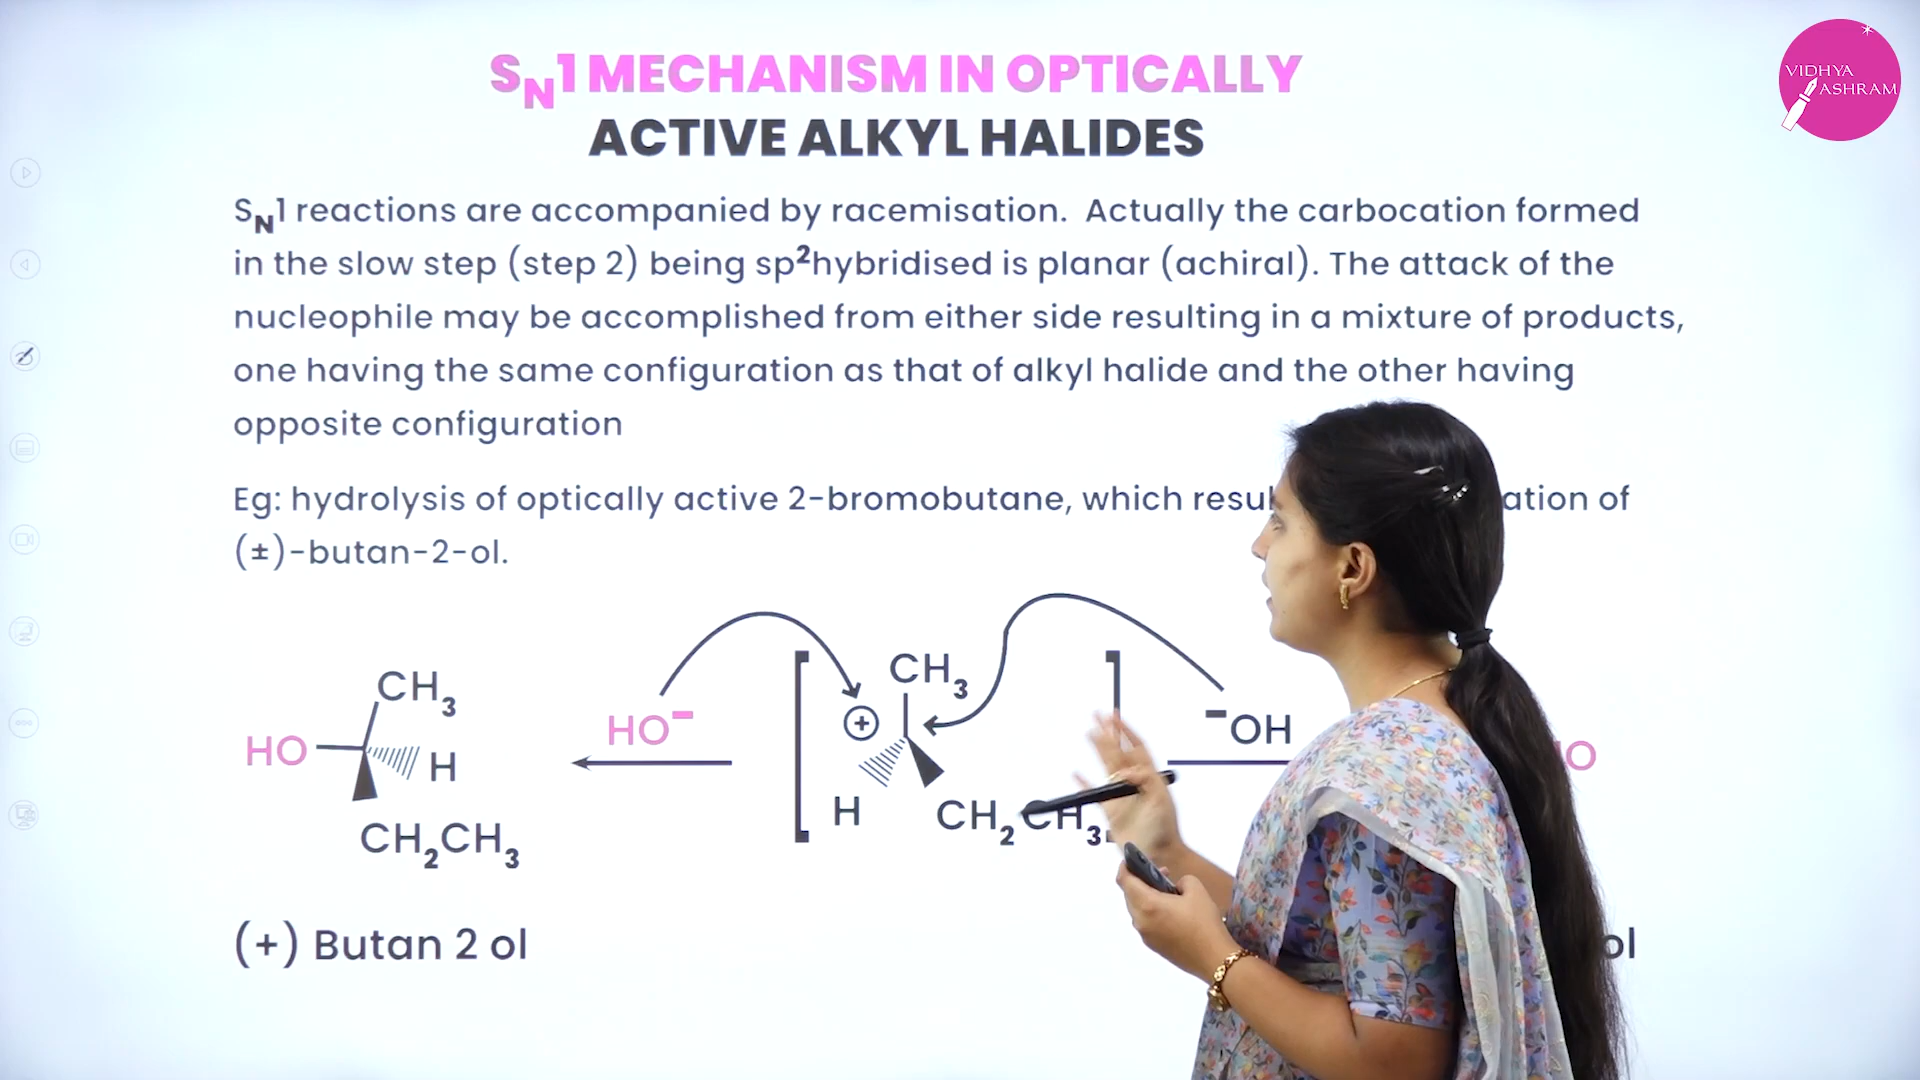 S_N1 MECHANISM IN OPTICALLY
ACTIVE ALKYL HALIDES
VIDHYA
ASHRAM
S_N1 reactions are accompanied by racemisation. Actually the carbocation formed
in the slow step (step 2) being sp²hybridised is planar (achiral). The attack of the
nucleophile may be accomplished from either side resulting in a mixture of products,
one having the same configuration as that of alkyl halide and the other having
opposite configuration
Eg: hydrolysis of optically active 2-bromobutane, which resul ation of
(±)-butan-2-ol.
CH₃
HO
H
CH₂CH₃
HO⁻
CH₃
+
H
CH₂CH₃
⁻OH
O
(+) Butan 2 ol
ol